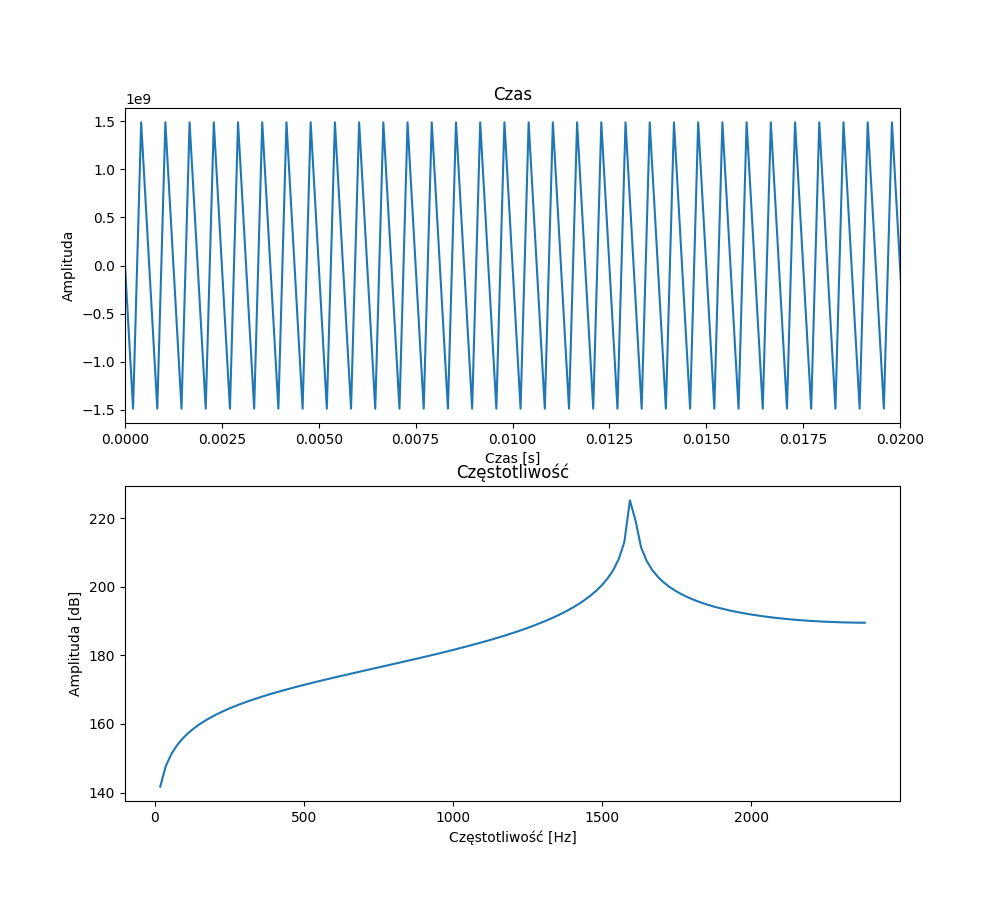 Czas
1e9
1.5
1.0
0.5
0.0
−0.5
−1.0
−1.5
Amplituda
0.0000 0.0025 0.0050 0.0075 0.0100 0.0125 0.0150 0.0175 0.0200
Czas [s]
Częstotliwość
220
200
180
160
140
Amplituda [dB]
0 500 1000 1500 2000
Częstotliwość [Hz]